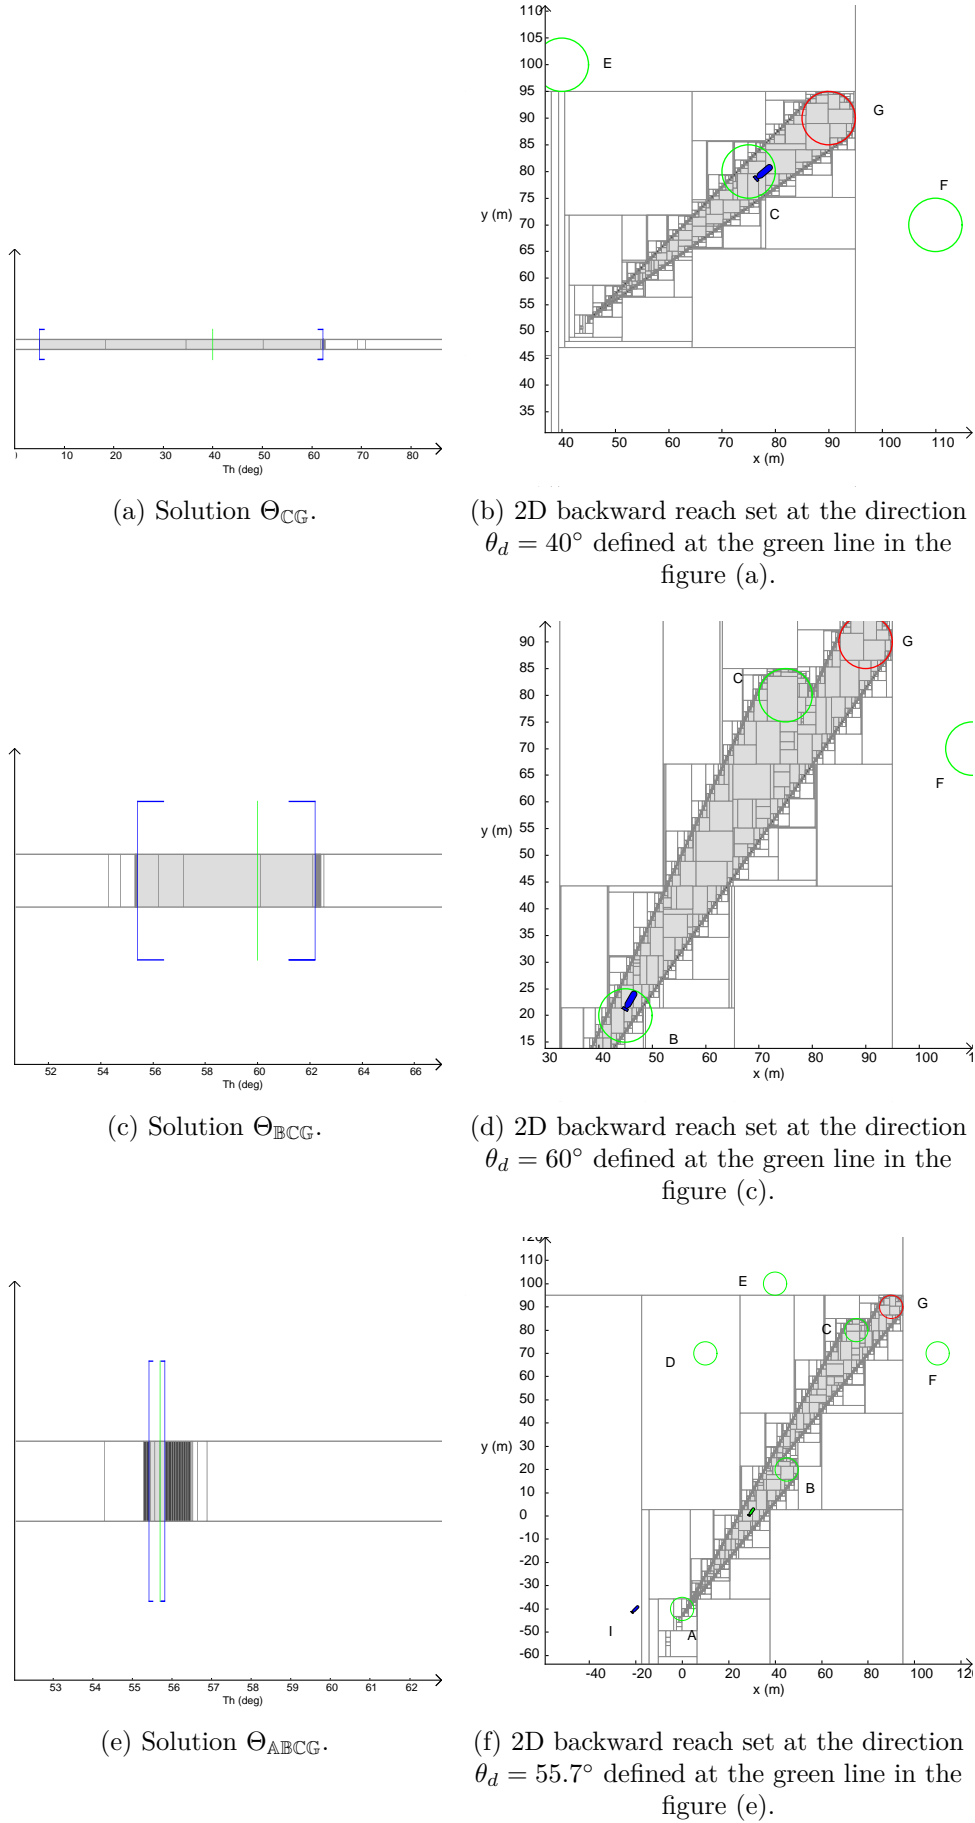 110
105
E
100
95
G
90
85
80
F
75
C
y (m)
70
65
60
55
50
45
40
35
40 50 60 70 80 90 100 110
x (m)
10 20 30 40 50 60 70 80
Th (deg)
(a) Solution Θ_ℂ𝔾.
(b) 2D backward reach set at the direction
θ_d = 40° defined at the green line in the
figure (a).
90
G
85
C
80
75
70
F
65
60
y (m)
55
50
45
40
35
30
25
20
B
15
30 40 50 60 70 80 90 100
x (m)
52 54 56 58 60 62 64 66
Th (deg)
(c) Solution Θ_𝔹ℂ𝔾.
(d) 2D backward reach set at the direction
θ_d = 60° defined at the green line in the
figure (c).
120
110
E
100
G
90
C
80
D
70
F
60
50
40
y (m)
30
20
B
10
0
-10
-20
-30
-40
I
A
-50
-60
-40 -20 0 20 40 60 80 100 120
x (m)
53 54 55 56 57 58 59 60 61 62
Th (deg)
(e) Solution Θ_𝔸𝔹ℂ𝔾.
(f) 2D backward reach set at the direction
θ_d = 55.7° defined at the green line in the
figure (e).